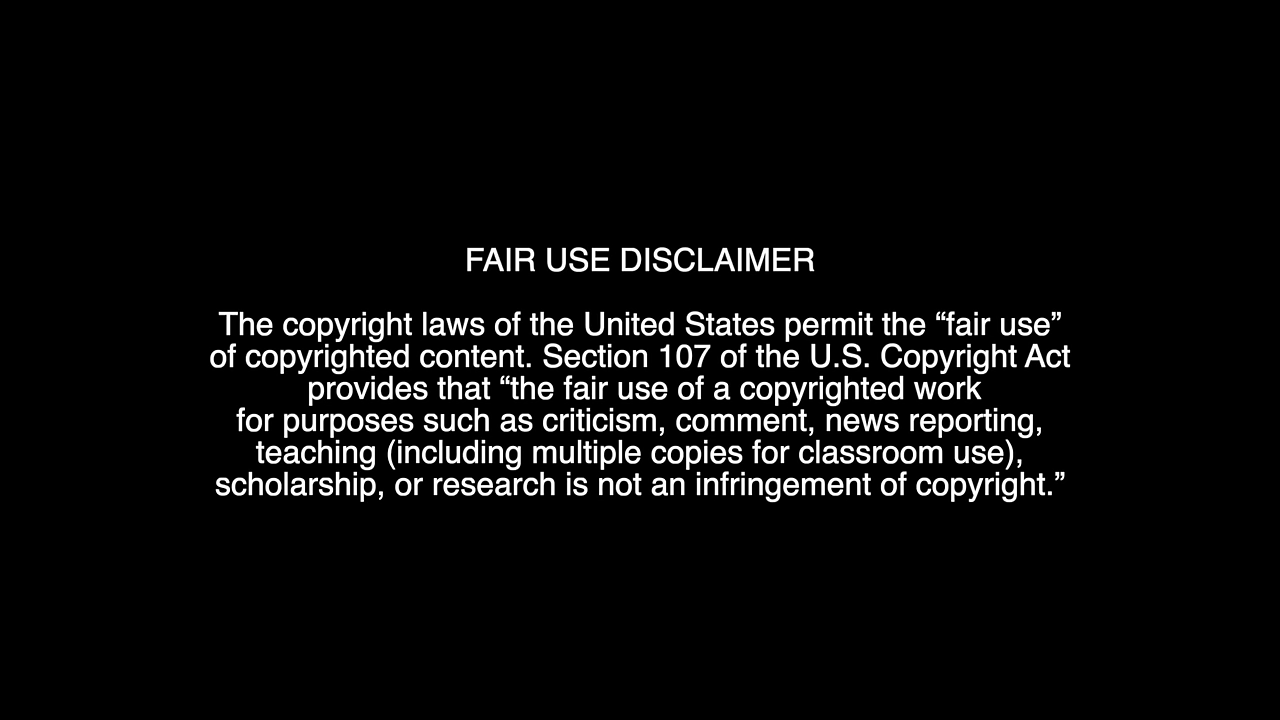 FAIR USE DISCLAIMER
The copyright laws of the United States permit the “fair use”
of copyrighted content. Section 107 of the U.S. Copyright Act
provides that “the fair use of a copyrighted work
for purposes such as criticism, comment, news reporting,
teaching (including multiple copies for classroom use),
scholarship, or research is not an infringement of copyright.”